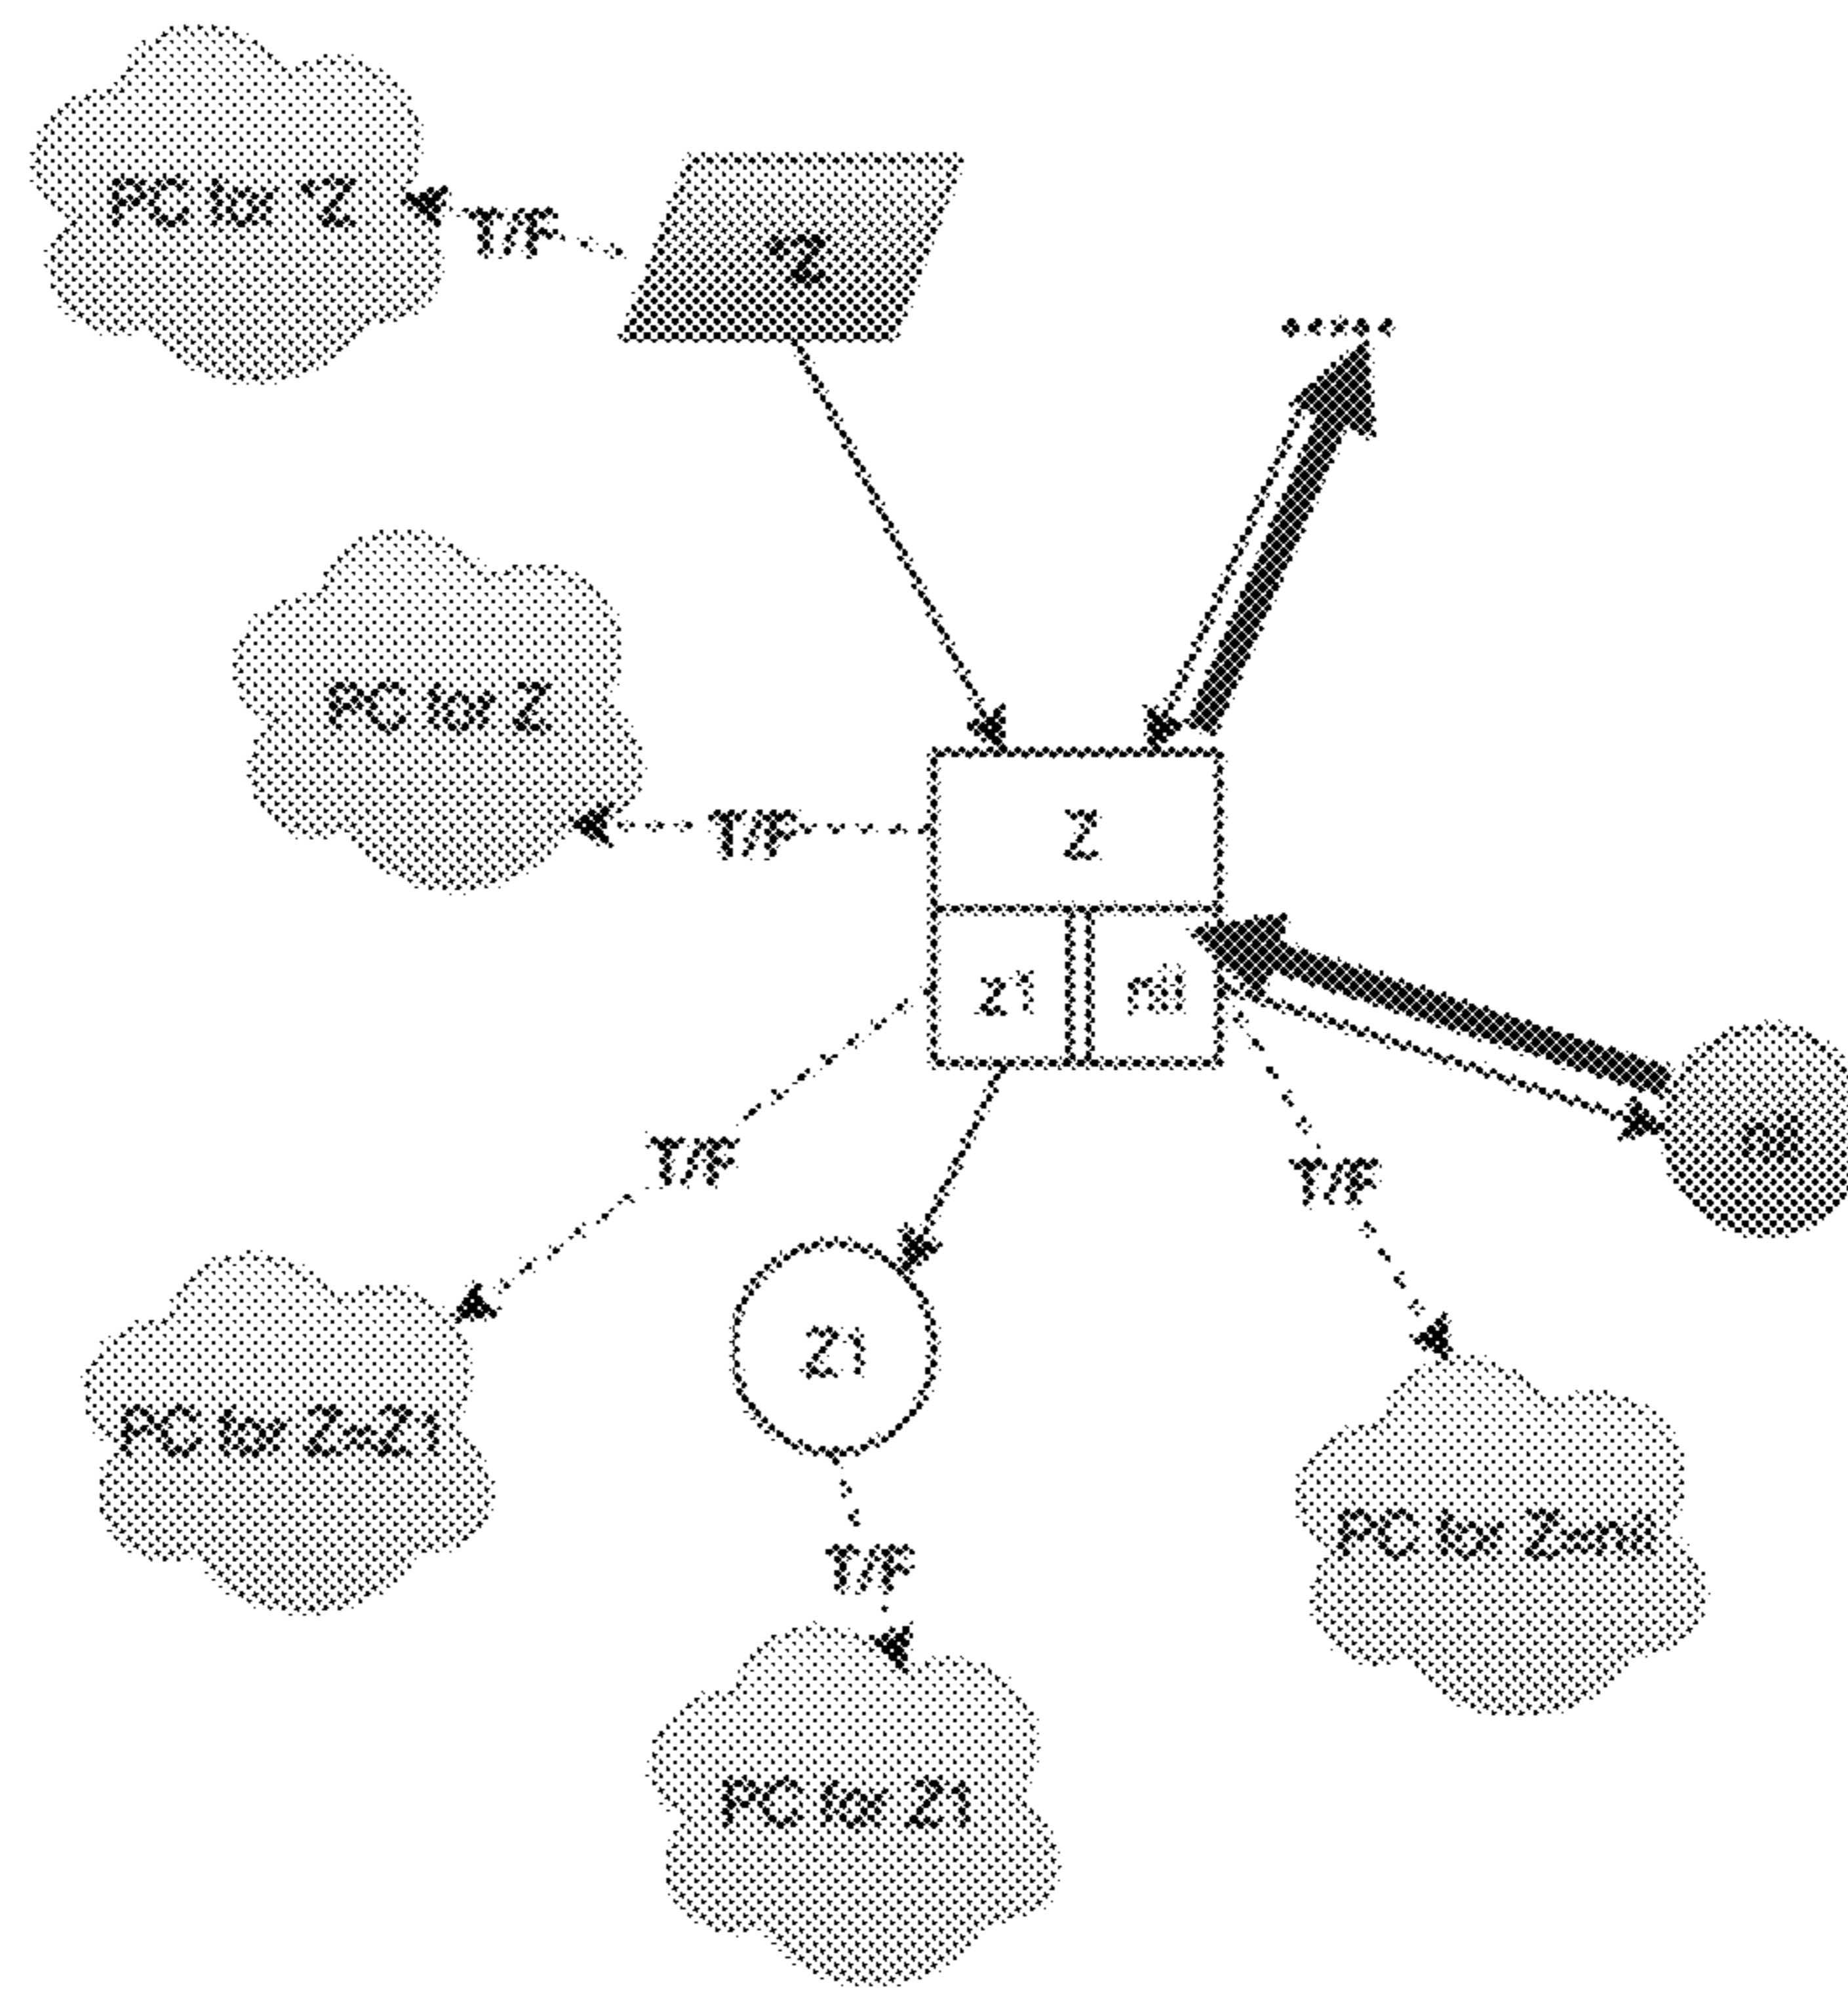 PC for *Z
T/F
*Z
.....
PC for Z
T/F
Z
z1
nil
T/F
T/F
nil
Z1
PC for Z=Z1
PC for Z=nil
T/F
PC for Z1